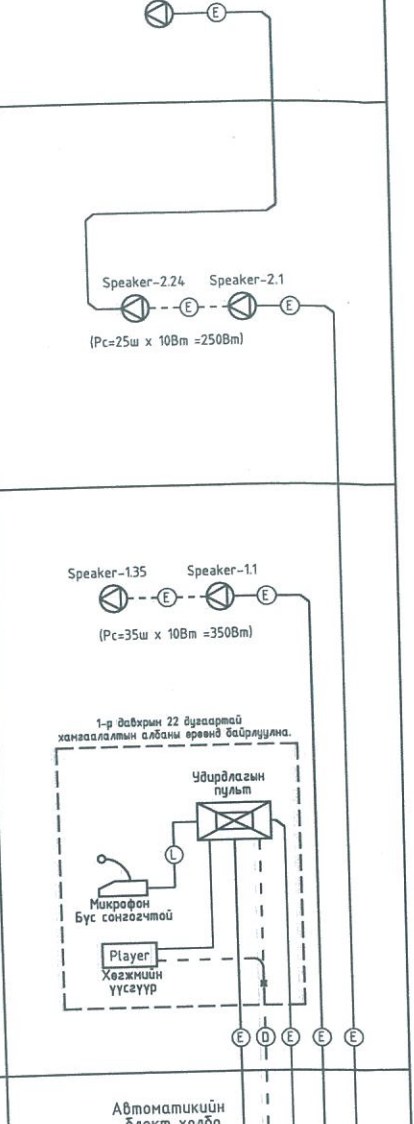 E
Speaker-2.24 Speaker-2.1
E E
(Pc=25ш x 10Вт =250Вт)
Speaker-1.35 Speaker-1.1
E E
(Pc=35ш x 10Вт =350Вт)
1-р давхрын 22 дугаартай
хамгаалалтын албаны өрөөнд байрлуулна.
Удирдлагын
пульт
L
Микрофон
Бүс сонгогчтой
Player
Хөгжмийн
үүсгүүр
E D E E E
Автоматикийн